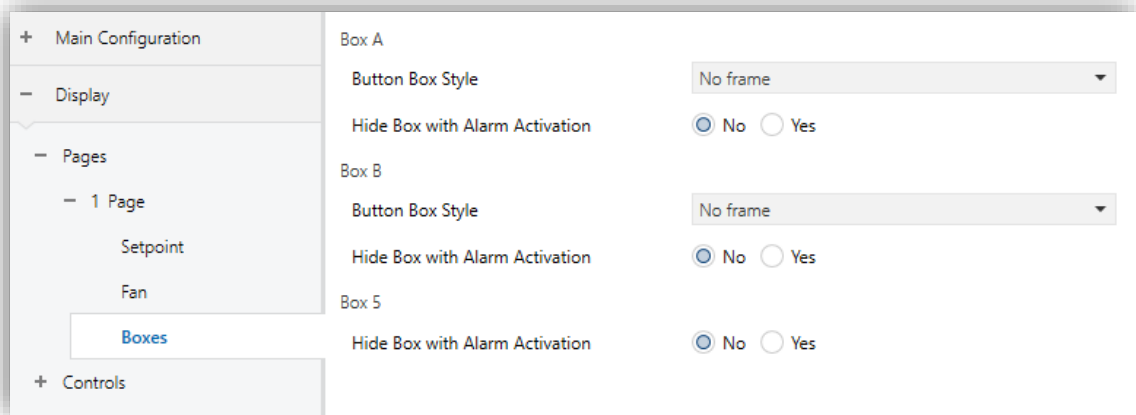 + Main Configuration
− Display
− Pages
− 1 Page
Setpoint
Fan
Boxes
+ Controls
Box A
Button Box Style No frame
Hide Box with Alarm Activation No Yes
Box B
Button Box Style No frame
Hide Box with Alarm Activation No Yes
Box 5
Hide Box with Alarm Activation No Yes